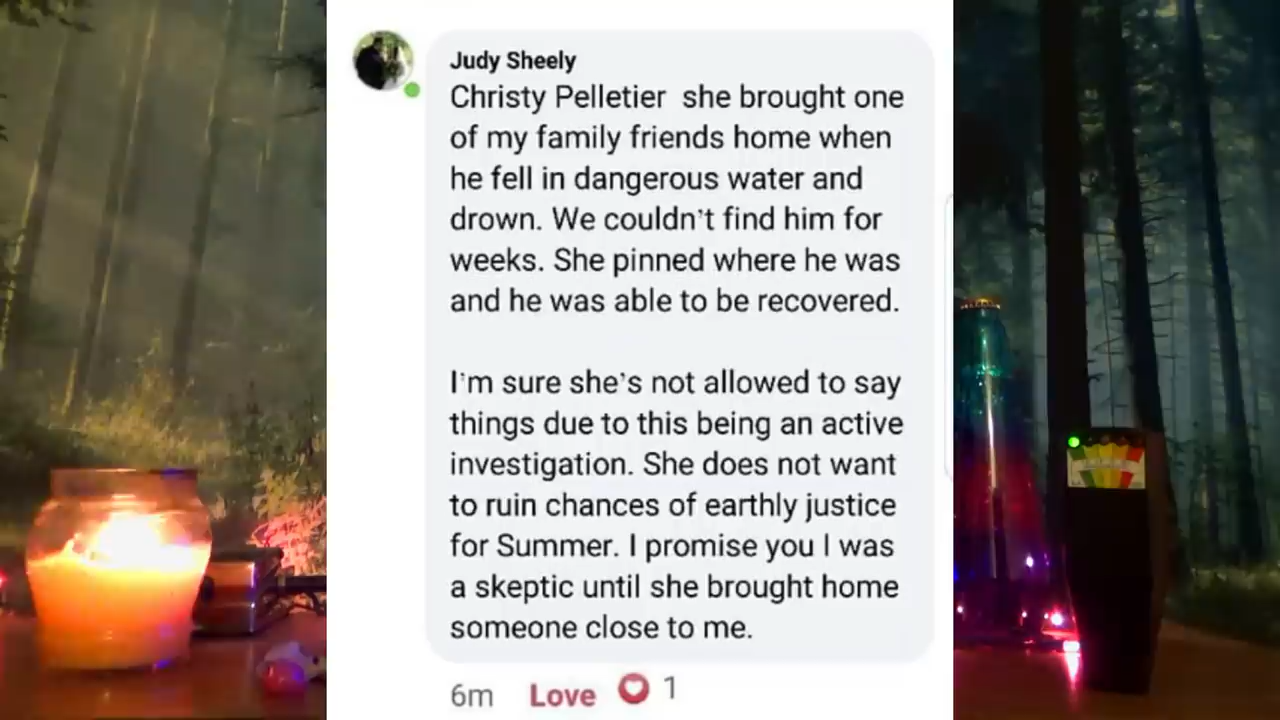 Judy Sheely
Christy Pelletier she brought one
of my family friends home when
he fell in dangerous water and
drown. We couldn't find him for
weeks. She pinned where he was
and he was able to be recovered.
I'm sure she's not allowed to say
things due to this being an active
investigation. She does not want
to ruin chances of earthly justice
for Summer. I promise you I was
a skeptic until she brought home
someone close to me.
6m Love 1